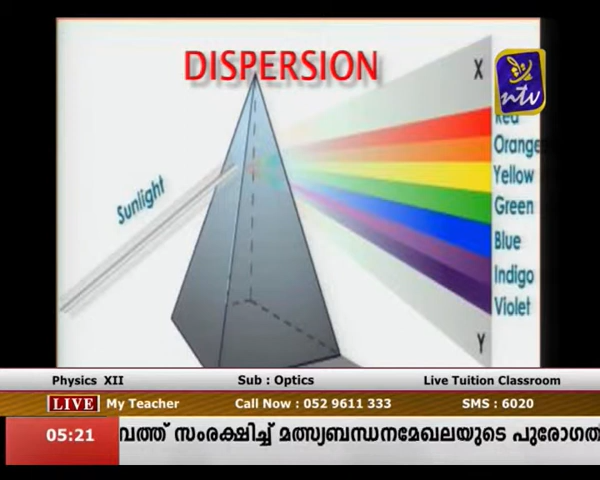 DISPERSION
X
ntv
Red
Orange
Sunlight
Yellow
Green
Blue
Indigo
Violet
Y
Physics XII Sub : Optics Live Tuition Classroom
LIVE My Teacher Call Now : 052 9611 333 SMS : 6020
05:21 വത്ത് സംരക്ഷിച്ച് മത്സ്യബന്ധനമേഖലയുടെ പുരോഗത